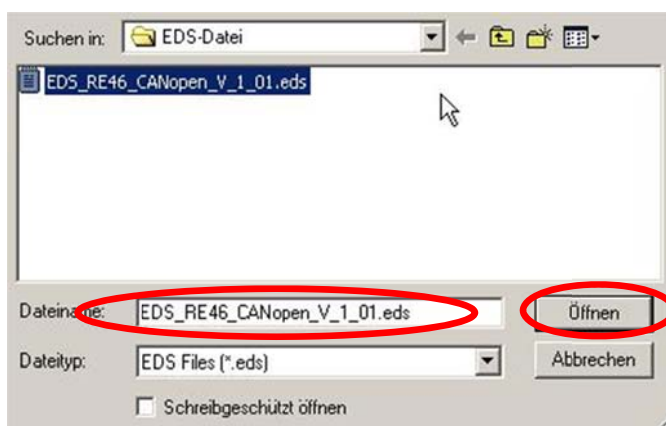 Suchen in: EDS-Datei
EDS_RE46_CANopen_V_1_01.eds
Dateiname: EDS_RE46_CANopen_V_1_01.eds Öffnen
Dateityp: EDS Files (*.eds) Abbrechen
Schreibgeschützt öffnen